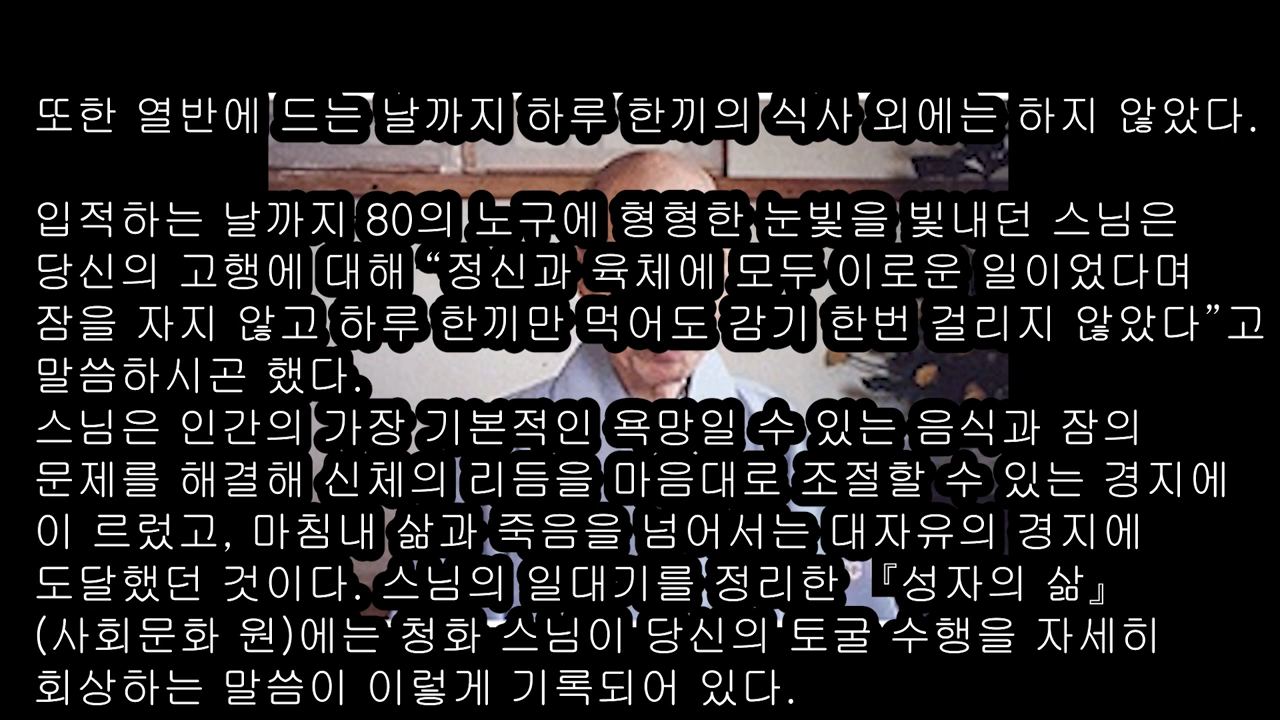 또한 열반에 드는 날까지 하루 한끼의 식사 외에는 하지 않았다.
입적하는 날까지 80의 노구에 형형한 눈빛을 빛내던 스님은
당신의 고행에 대해 “정신과 육체에 모두 이로운 일이었다며
잠을 자지 않고 하루 한끼만 먹어도 감기 한번 걸리지 않았다”고
말씀하시곤 했다.
스님은 인간의 가장 기본적인 욕망일 수 있는 음식과 잠의
문제를 해결해 신체의 리듬을 마음대로 조절할 수 있는 경지에
이 르렀고, 마침내 삶과 죽음을 넘어서는 대자유의 경지에
도달했던 것이다. 스님의 일대기를 정리한 『성자의 삶』
(사회문화 원)에는 청화 스님이 당신의 토굴 수행을 자세히
회상하는 말씀이 이렇게 기록되어 있다.